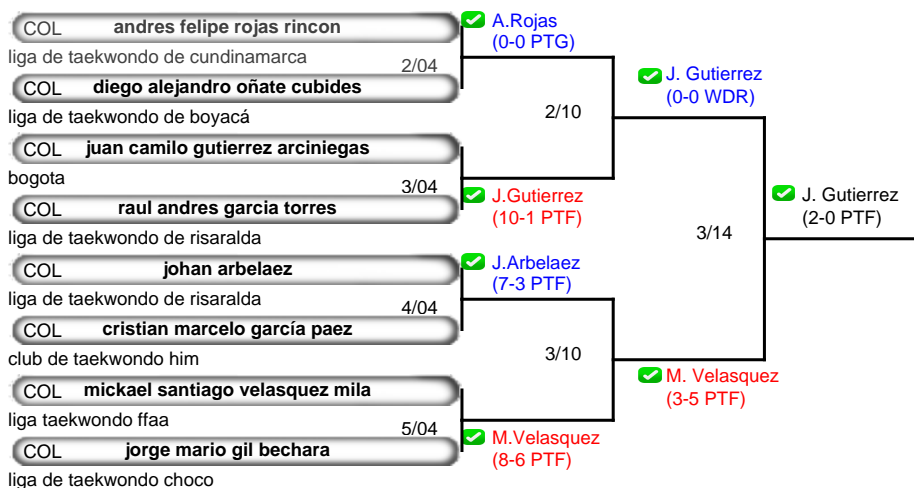 COL andres felipe rojas rincon
liga de taekwondo de cundinamarca
2/04
COL diego alejandro oñate cubides
liga de taekwondo de boyacá
A.Rojas
(0-0 PTG)
2/10
COL juan camilo gutierrez arciniegas
bogota
3/04
COL raul andres garcia torres
liga de taekwondo de risaralda
J.Gutierrez
(10-1 PTF)
J. Gutierrez
(0-0 WDR)
3/14
J. Gutierrez
(2-0 PTF)
COL johan arbelaez
liga de taekwondo de risaralda
4/04
COL cristian marcelo garcía paez
club de taekwondo him
J.Arbelaez
(7-3 PTF)
3/10
COL mickael santiago velasquez mila
liga taekwondo ffaa
5/04
COL jorge mario gil bechara
liga de taekwondo choco
M.Velasquez
(8-6 PTF)
M. Velasquez
(3-5 PTF)